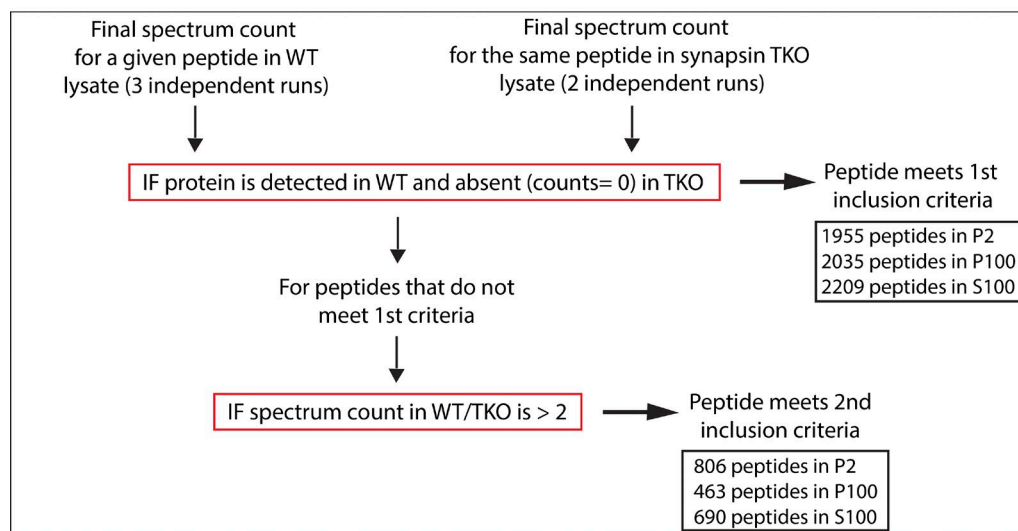 Final spectrum count
for a given peptide in WT
lysate (3 independent runs)
Final spectrum count
for the same peptide in synapsin TKO
lysate (2 independent runs)
IF protein is detected in WT and absent (counts= 0) in TKO
Peptide meets 1st
inclusion criteria
1955 peptides in P2
2035 peptides in P100
2209 peptides in S100
For peptides that do not
meet 1st criteria
IF spectrum count in WT/TKO is > 2
Peptide meets 2nd
inclusion criteria
806 peptides in P2
463 peptides in P100
690 peptides in S100